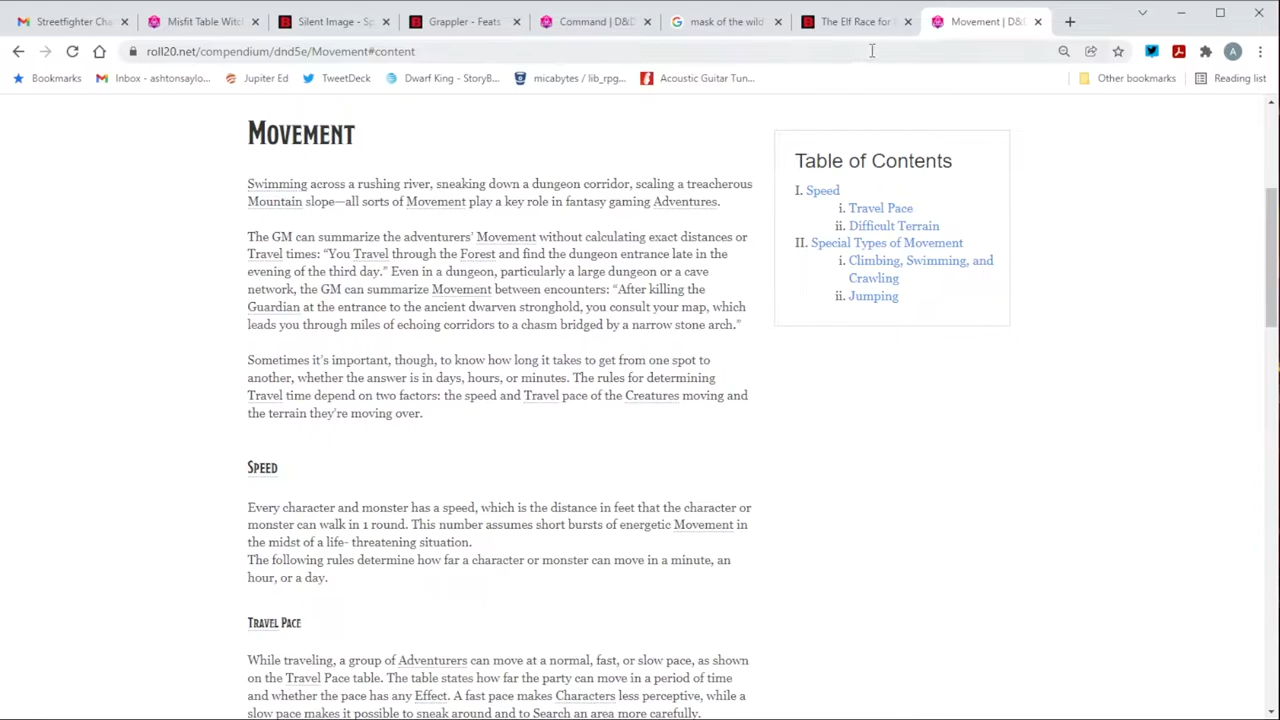 Streetfighter Cha
Misfit Table Witc
Silent Image - Sp
Grappler - Feats
Command | D&D
mask of the wild
The Elf Race for
Movement | D&D
roll20.net/compendium/dnd5e/Movement#content
A
Bookmarks
Inbox - ashtonsaylo...
Jupiter Ed
TweetDeck
Dwarf King - StoryB...
micabytes / lib_rpg...
Acoustic Guitar Tun...
Other bookmarks
Reading list
MOVEMENT
Swimming across a rushing river, sneaking down a dungeon corridor, scaling a treacherous
Mountain slope—all sorts of Movement play a key role in fantasy gaming Adventures.
The GM can summarize the adventurers' Movement without calculating exact distances or
Travel times: "You Travel through the Forest and find the dungeon entrance late in the
evening of the third day." Even in a dungeon, particularly a large dungeon or a cave
network, the GM can summarize Movement between encounters: "After killing the
Guardian at the entrance to the ancient dwarven stronghold, you consult your map, which
leads you through miles of echoing corridors to a chasm bridged by a narrow stone arch."
Sometimes it's important, though, to know how long it takes to get from one spot to
another, whether the answer is in days, hours, or minutes. The rules for determining
Travel time depend on two factors: the speed and Travel pace of the Creatures moving and
the terrain they're moving over.
SPEED
Every character and monster has a speed, which is the distance in feet that the character or
monster can walk in 1 round. This number assumes short bursts of energetic Movement in
the midst of a life- threatening situation.
The following rules determine how far a character or monster can move in a minute, an
hour, or a day.
TRAVEL PACE
While traveling, a group of Adventurers can move at a normal, fast, or slow pace, as shown
on the Travel Pace table. The table states how far the party can move in a period of time
and whether the pace has any Effect. A fast pace makes Characters less perceptive, while a
slow pace makes it possible to sneak around and to Search an area more carefully.
Table of Contents
I. Speed
i. Travel Pace
ii. Difficult Terrain
II. Special Types of Movement
i. Climbing, Swimming, and
Crawling
ii. Jumping